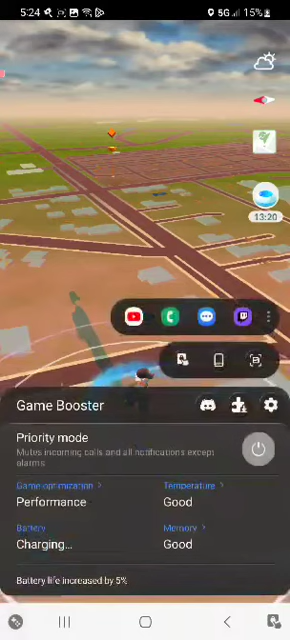 5:24
5G 15%
13:20
Game Booster
Priority mode
Mutes incoming calls and all notifications except
alarms
Game optimization > Temperature >
Performance Good
Battery Memory >
Charging... Good
Battery life increased by 5%